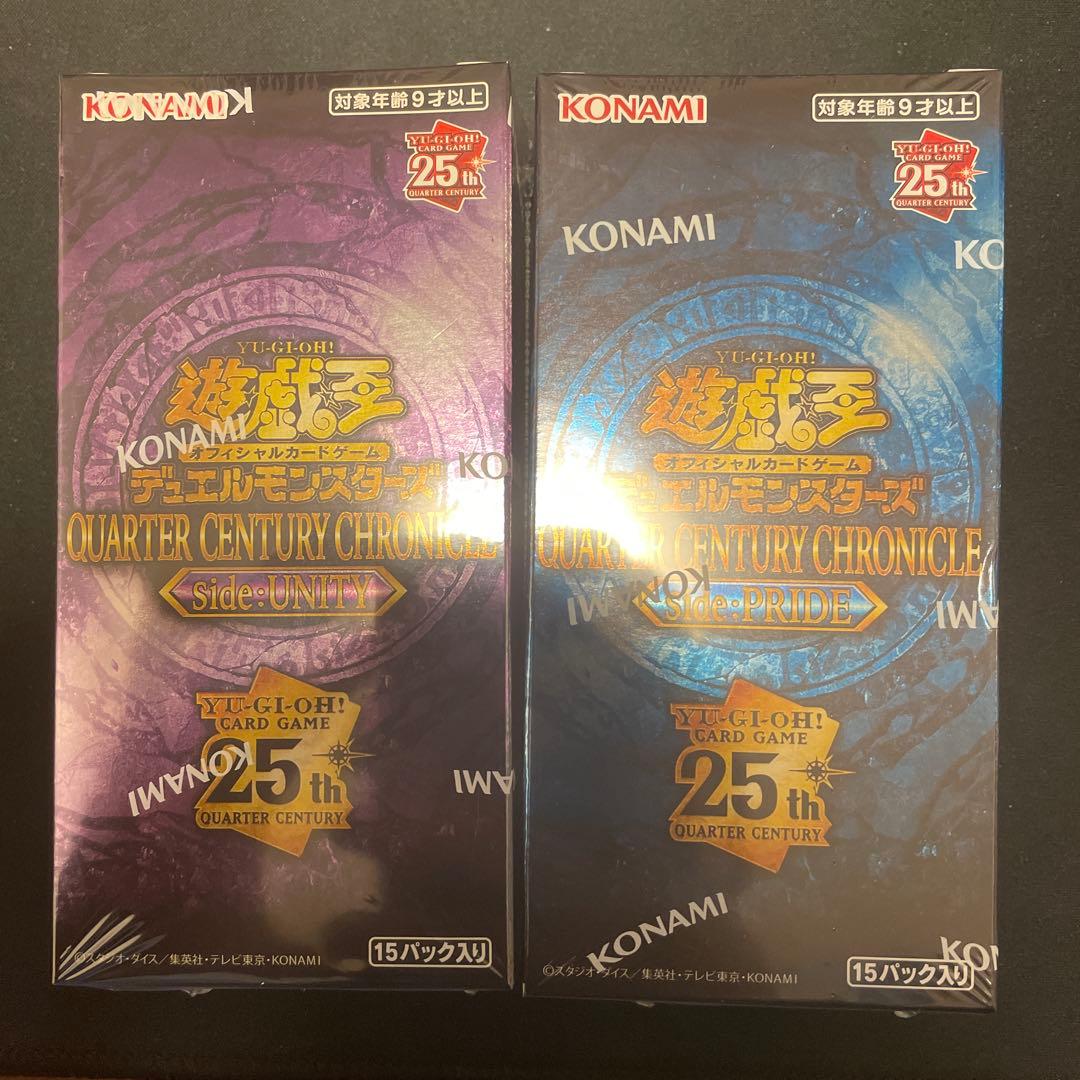 KONAMI
対象年齢9才以上
YU-GI-OH!
CARD GAME
25th
QUARTER CENTURY
YU-GI-OH!
遊戯王
オフィシャルカードゲーム
KONAMI
デュエルモンスターズ
KO
QUARTER CENTURY CHRONICLE
side:UNITY
YU-GI-OH!
CARD GAME
25th
QUARTER CENTURY
KONAMI
AMI
©スタジオ・ダイス/集英社・テレビ東京・KONAMI
15パック入り
KONAMI
対象年齢9才以上
YU-GI-OH!
CARD GAME
25th
QUARTER CENTURY
KONAMI
KO
YU-GI-OH!
遊戯王
オフィシャルカードゲーム
デュエルモンスターズ
QUARTER CENTURY CHRONICLE
KONAMI
side:PRIDE
YU-GI-OH!
CARD GAME
25th
QUARTER CENTURY
KONAMI
KON
©スタジオ・ダイス/集英社・テレビ東京・KONAMI
15パック入り